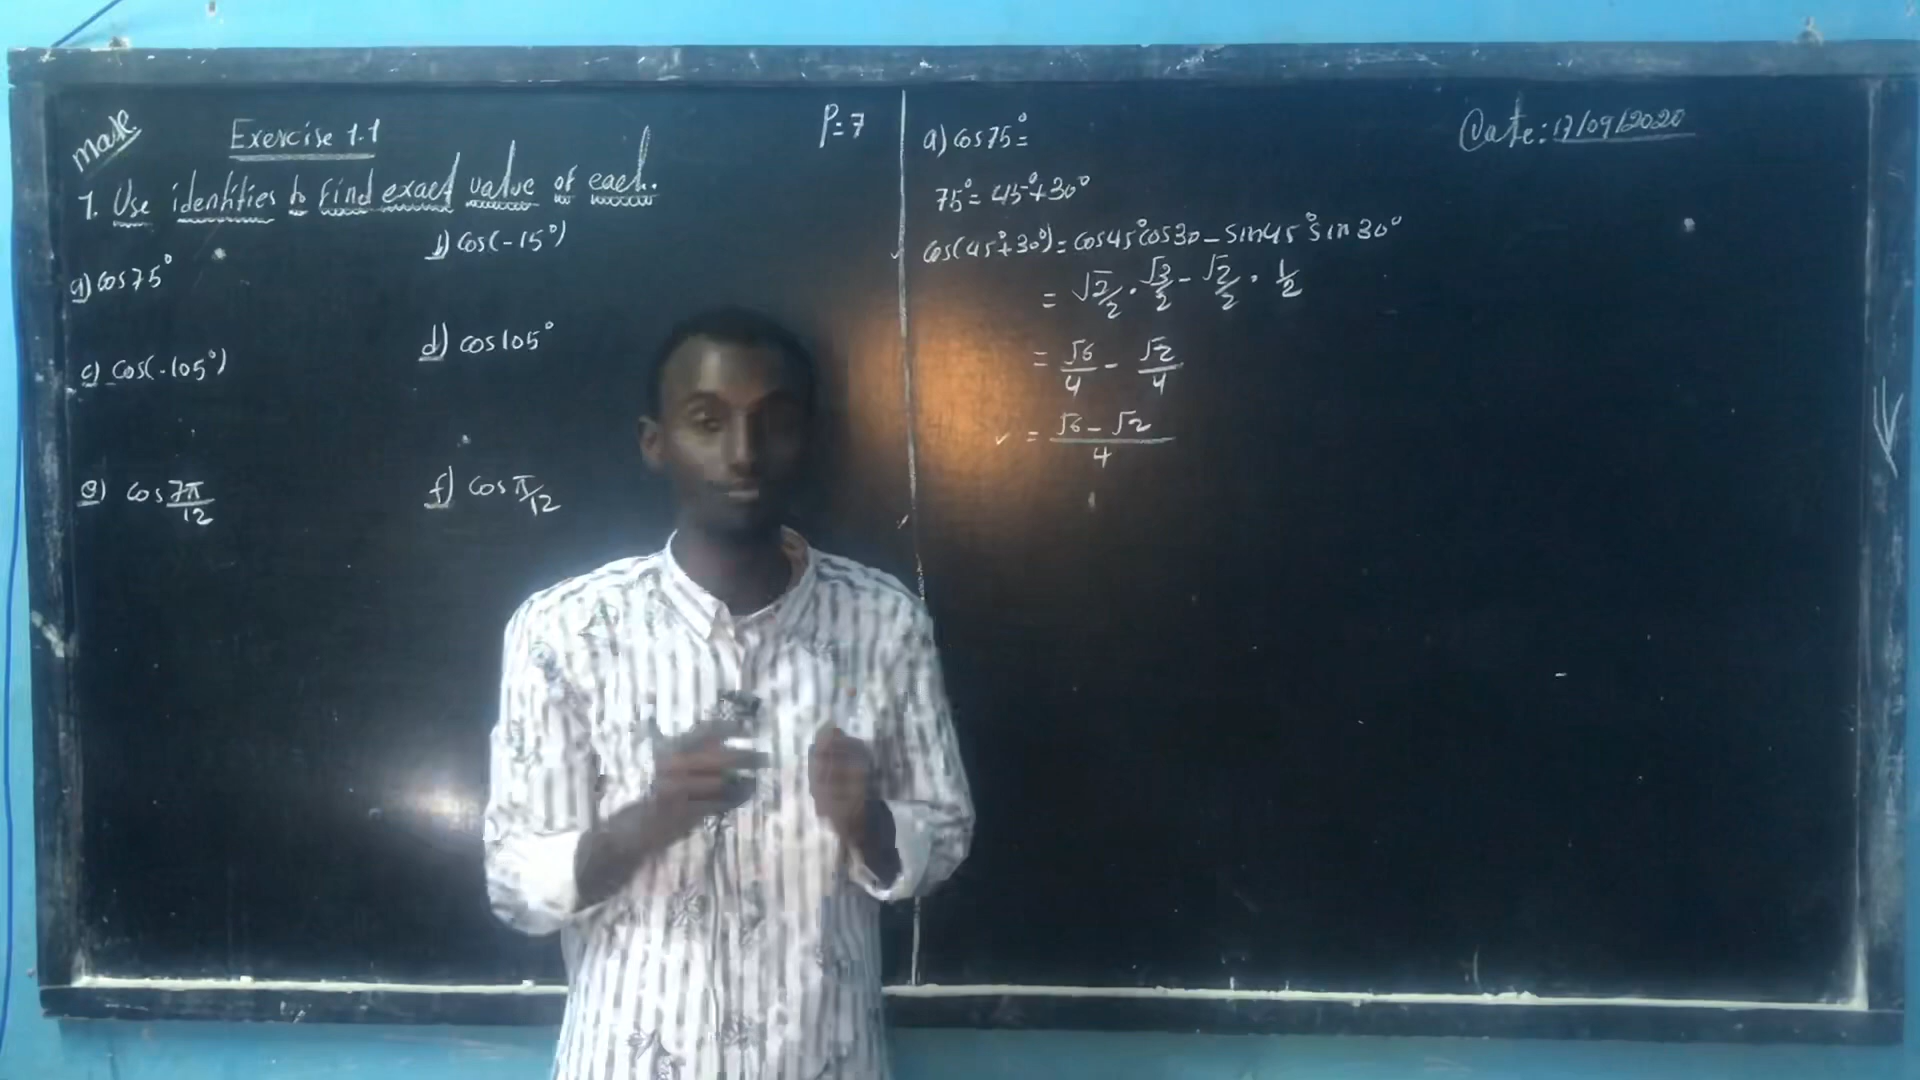 Math
Exercise 1.1
P=7
1. Use identities to find exact value of each.
a) cos75°
b) cos(-15°)
c) cos(-105°)
d) cos105°
e) cos 7π/12
f) cos π/12
Date: 17/09/2020
a) cos75°=
75°= 45°+30°
cos(45°+30°)= cos45°cos30 - sin45°sin30°
= √2/2 · √3/2 - √2/2 · 1/2
= √6/4 - √2/4
= √6 - √2/4